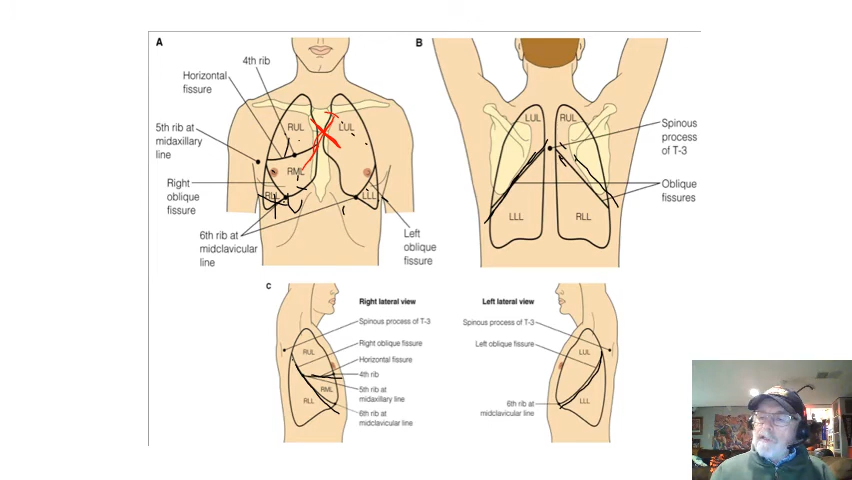 A
B
4th rib
Horizontal
fissure
RUL
LUL
LUL
RUL
5th rib at
midaxillary
line
Spinous
process
of T-3
RML
Right
oblique
fissure
RLL
LLL
Oblique
fissures
LLL
RLL
6th rib at
midclavicular
line
Left
oblique
fissure
C
Right lateral view
Left lateral view
Spinous process of T-3
Spinous process of T-3
Right oblique fissure
Left oblique fissure
RUL
LUL
Horizontal fissure
4th rib
RML
5th rib at
midaxillary line
RLL
LLL
6th rib at
midclavicular line
6th rib at
midclavicular line